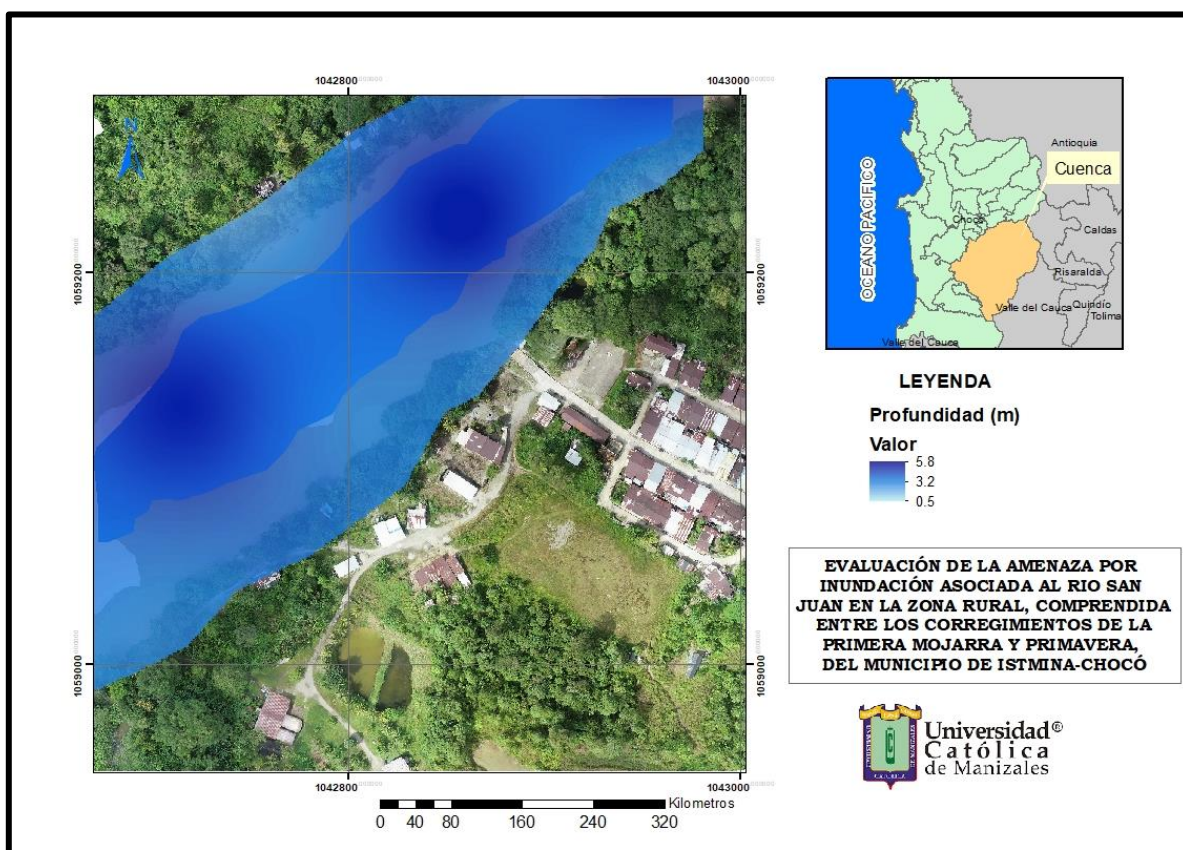 1042800
1043000
N
1059200
1059200
1059000
1059000
1042800
1043000
Kilometros
0 40 80 160 240 320
OCEANO PACIFICO
Antioquia
Cuenca
Chocó
Caldas
Risaralda
Valle del Cauca
Quindío
Tolima
Valle del Cauca
LEYENDA
Profundidad (m)
Valor
5.8
3.2
0.5
EVALUACIÓN DE LA AMENAZA POR
INUNDACIÓN ASOCIADA AL RIO SAN
JUAN EN LA ZONA RURAL, COMPRENDIDA
ENTRE LOS CORREGIMIENTOS DE LA
PRIMERA MOJARRA Y PRIMAVERA,
DEL MUNICIPIO DE ISTMINA-CHOCÓ
Universidad®
Católica
de Manizales